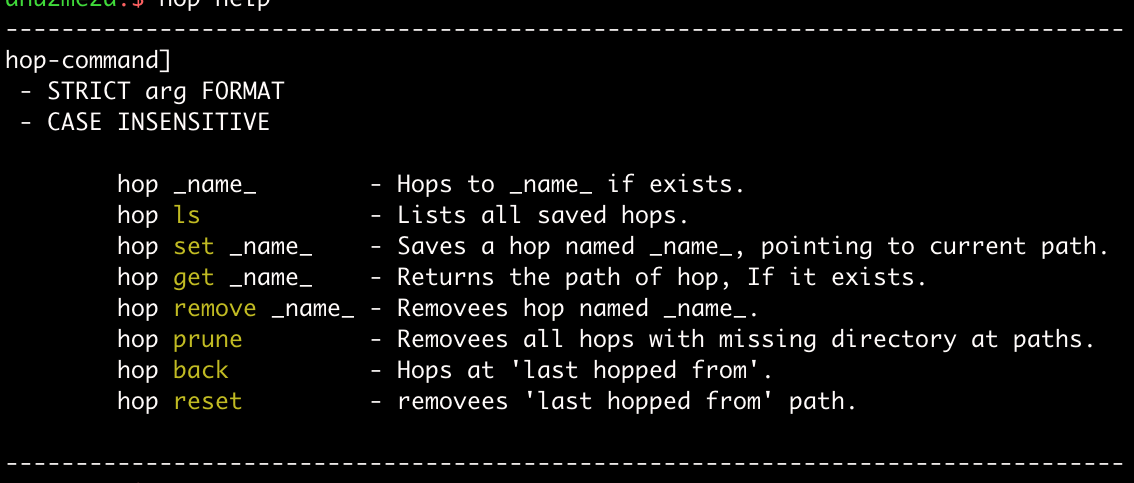 hop help
--------------------------------------------------------------------------------
hop-command]
- STRICT arg FORMAT
- CASE INSENSITIVE
hop _name_ - Hops to _name_ if exists.
hop ls - Lists all saved hops.
hop set _name_ - Saves a hop named _name_, pointing to current path.
hop get _name_ - Returns the path of hop, If it exists.
hop remove _name_ - Removees hop named _name_.
hop prune - Removees all hops with missing directory at paths.
hop back - Hops at 'last hopped from'.
hop reset - removees 'last hopped from' path.
--------------------------------------------------------------------------------